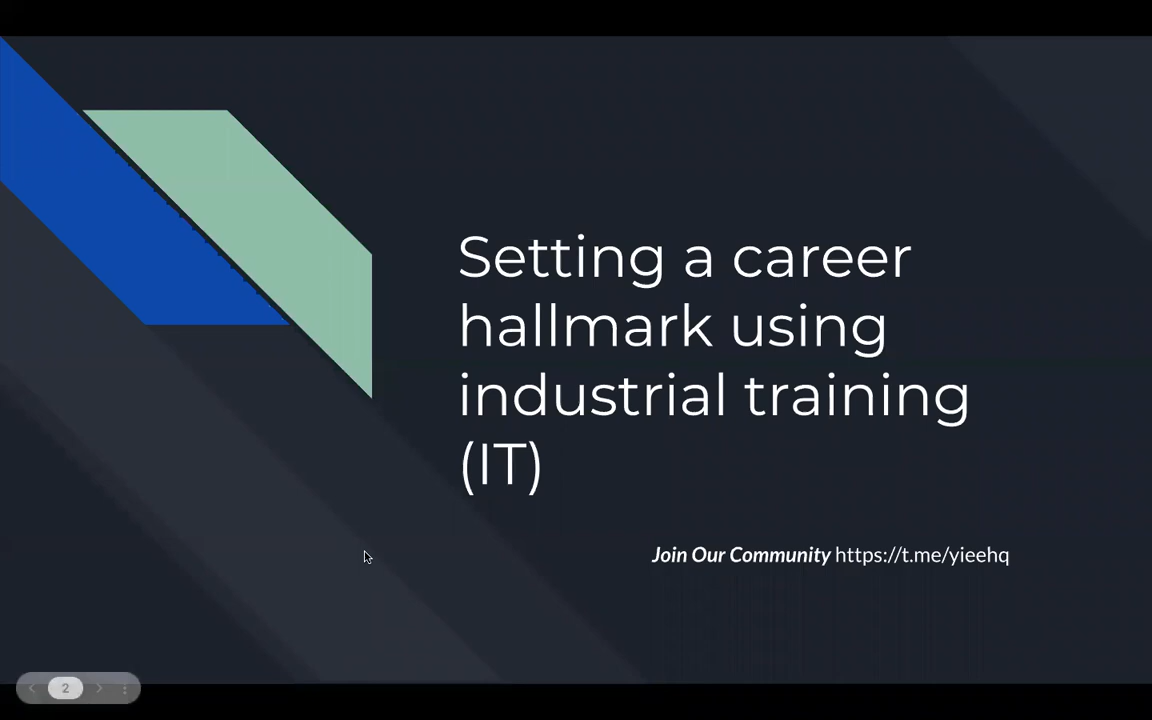 Setting a career
hallmark using
industrial training
(IT)
Join Our Community https://t.me/yieehq
2